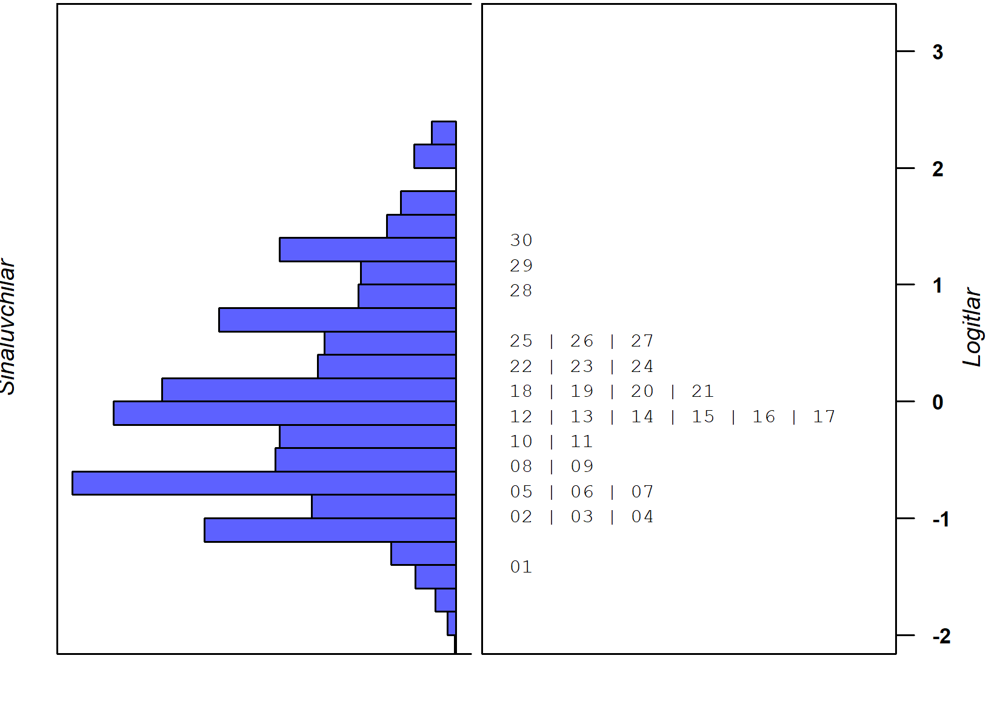 Sinaluvchilar
30
29
28
25 | 26 | 27
22 | 23 | 24
18 | 19 | 20 | 21
12 | 13 | 14 | 15 | 16 | 17
10 | 11
08 | 09
05 | 06 | 07
02 | 03 | 04
01
3
2
1
0
-1
-2
Logitlar